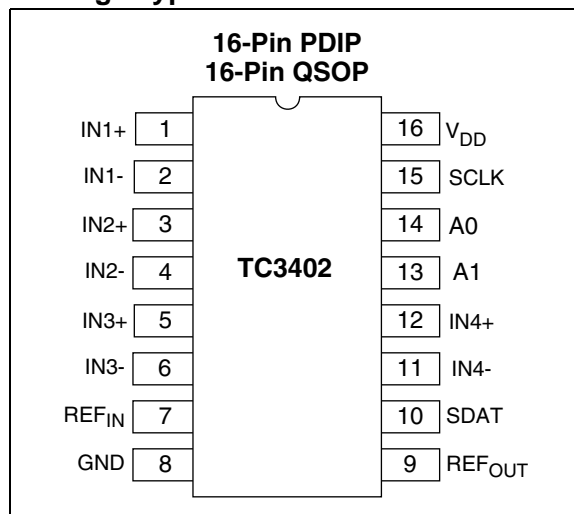 16-Pin PDIP
16-Pin QSOP
IN1+ 1 16 VDD
IN1- 2 15 SCLK
IN2+ 3 14 A0
IN2- 4 TC3402 13 A1
IN3+ 5 12 IN4+
IN3- 6 11 IN4-
REFIN 7 10 SDAT
GND 8 9 REFOUT